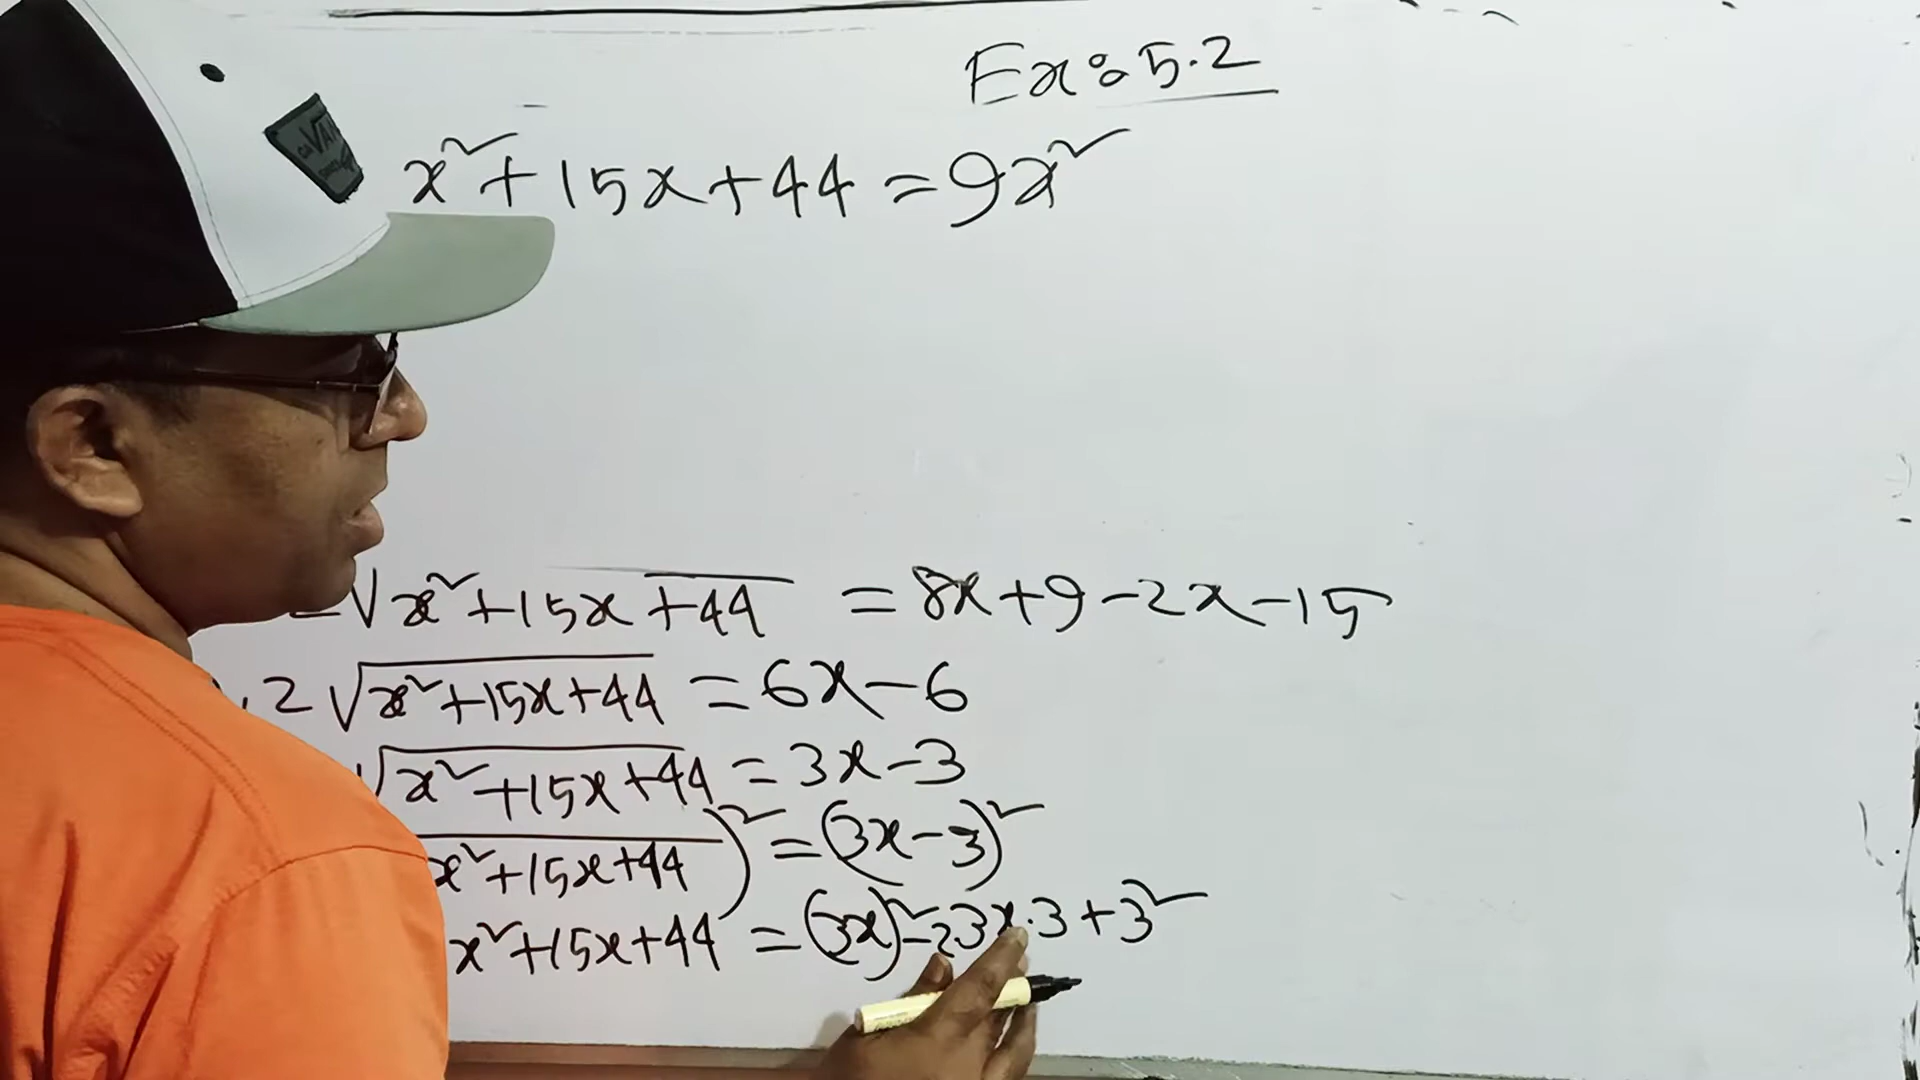 Ex: 5.2
x² + 15x + 44 = 9x²
√x² + 15x + 44 = 8x + 9 - 2x - 15
2 √x² + 15x + 44 = 6x - 6
√x² + 15x + 44 = 3x - 3
x² + 15x + 44)² = (3x - 3)²
x² + 15x + 44 = (3x)² - 2·3x·3 + 3²